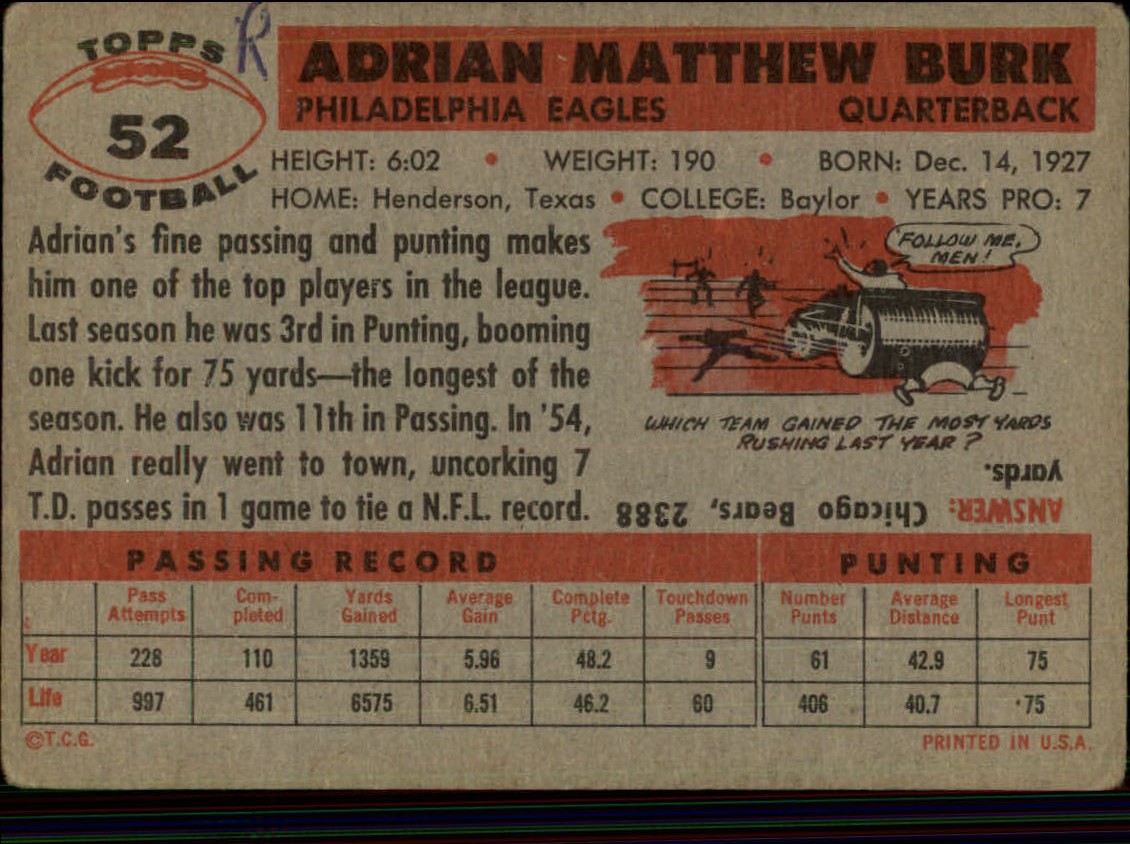 TOPPS R
52
FOOTBALL
ADRIAN MATTHEW BURK
PHILADELPHIA EAGLES QUARTERBACK
HEIGHT: 6:02 • WEIGHT: 190 • BORN: Dec. 14, 1927
HOME: Henderson, Texas • COLLEGE: Baylor • YEARS PRO: 7
Adrian's fine passing and punting makes
him one of the top players in the league.
Last season he was 3rd in Punting, booming
one kick for 75 yards—the longest of the
season. He also was 11th in Passing. In '54,
Adrian really went to town, uncorking 7
T.D. passes in 1 game to tie a N.F.L. record.
"FOLLOW ME,
MEN!
WHICH TEAM GAINED THE MOST YARDS
RUSHING LAST YEAR?
ANSWER: Chicago Bears, 2388
yards.
PASSING RECORD PUNTING
Pass Attempts Com-pleted Yards Gained Average Gain Complete Pctg. Touchdown Passes Number Punts Average Distance Longest Punt
Year 228 110 1359 5.96 48.2 9 61 42.9 75
Life 997 461 6575 6.51 46.2 60 406 40.7 75
©T.C.G. PRINTED IN U.S.A.